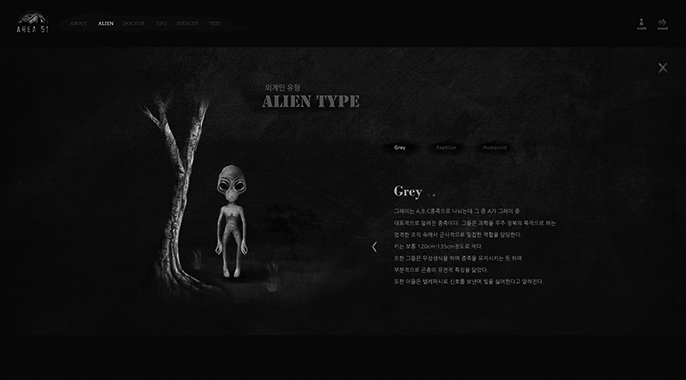 AREA 51
ABOUT
ALIEN
DOCTOR
UFO
STEALTH
TEST
credit
sound
외계인 유형
ALIEN TYPE
Grey
Reptilian
Humanoid
Grey
그레이는 A,B,C종족으로 나뉘는데 그 중 A가 그레이 중
대표적으로 알려진 종족이다. 그들은 과학을 우주 정복의 목적으로 하는
엄격한 조직 속에서 군사적으로 밀접한 역할을 담당한다.
키는 보통 120cm-135cm정도로 작다.
또한 그들은 무성생식을 하여 종족을 유지시키는 듯 하며
부분적으로 곤충의 유전적 특징을 닮았다.
또한 이들은 텔레파시로 신호를 보내며 빛을 싫어한다고 알려진다.